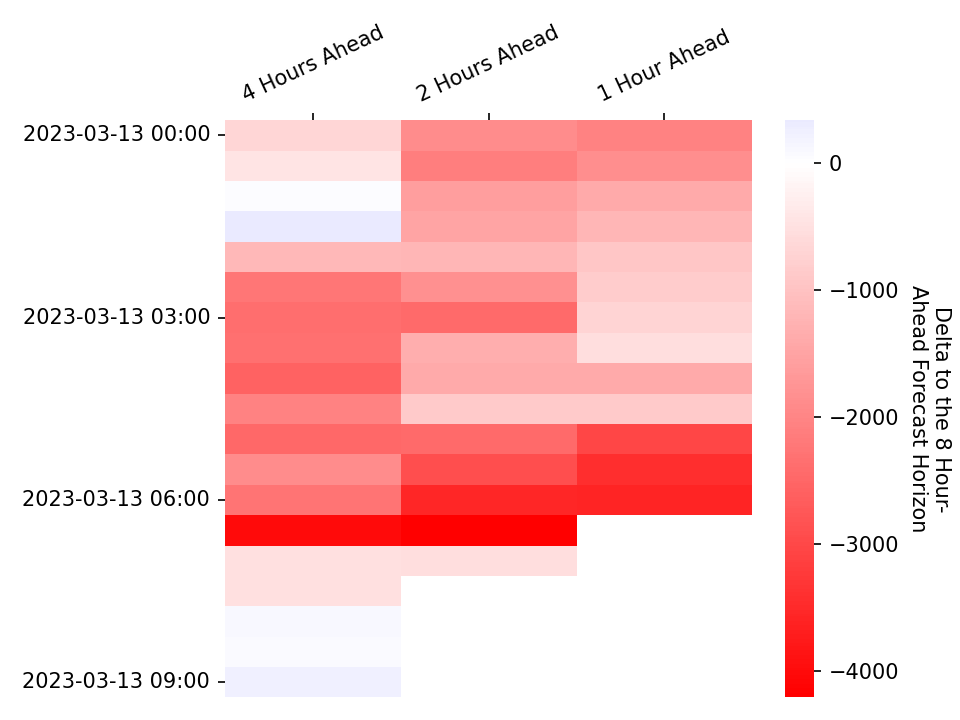 4 Hours Ahead
2 Hours Ahead
1 Hour Ahead
2023-03-13 00:00
2023-03-13 03:00
2023-03-13 06:00
2023-03-13 09:00
0
−1000
−2000
−3000
−4000
Delta to the 8 Hour-
Ahead Forecast Horizon